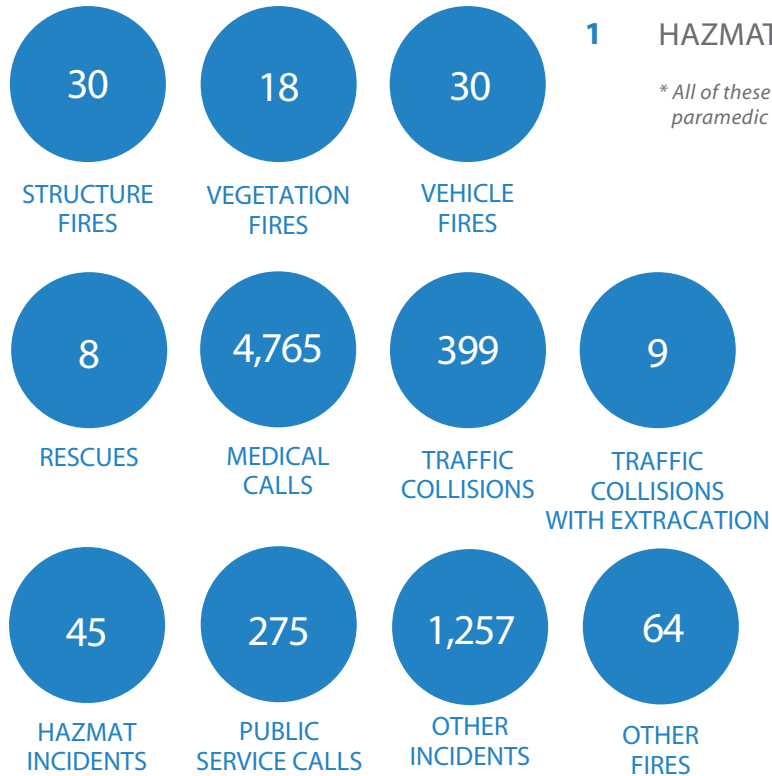 30
18
30
STRUCTURE
FIRES
VEGETATION
FIRES
VEHICLE
FIRES
1 HAZMAT
* All of these
paramedic
8
4,765
399
9
RESCUES
MEDICAL
CALLS
TRAFFIC
COLLISIONS
TRAFFIC
COLLISIONS
WITH EXTRACATION
45
275
1,257
64
HAZMAT
INCIDENTS
PUBLIC
SERVICE CALLS
OTHER
INCIDENTS
OTHER
FIRES